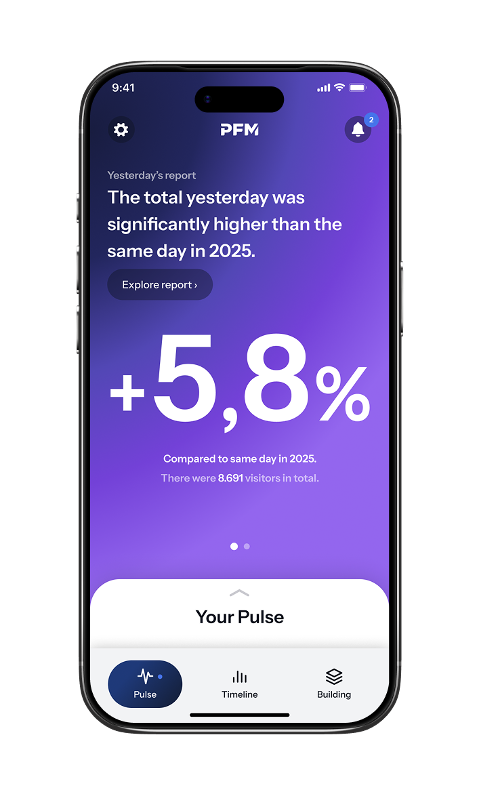 9:41
PFM
2
Yesterday's report
The total yesterday was
significantly higher than the
same day in 2025.
Explore report ›
+5,8%
Compared to same day in 2025.
There were 8.691 visitors in total.
Your Pulse
Pulse
Timeline
Building